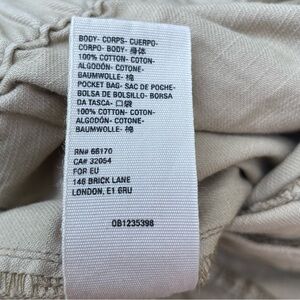 BODY- CORPS- CUERPO-
CORPO- BODY- 身体
100% COTTON- COTON-
ALGODÓN- COTONE-
BAUMWOLLE- 棉
POCKET BAG- SAC DE POCHE-
BOLSA DE BOLSILLO- BORSA
DA TASCA- 口袋
100% COTTON- COTON-
ALGODÓN- COTONE-
BAUMWOLLE- 棉
RN# 66170
CA# 32054
FOR EU
146 BRICK LANE
LONDON, E1 6RU
OB1235398